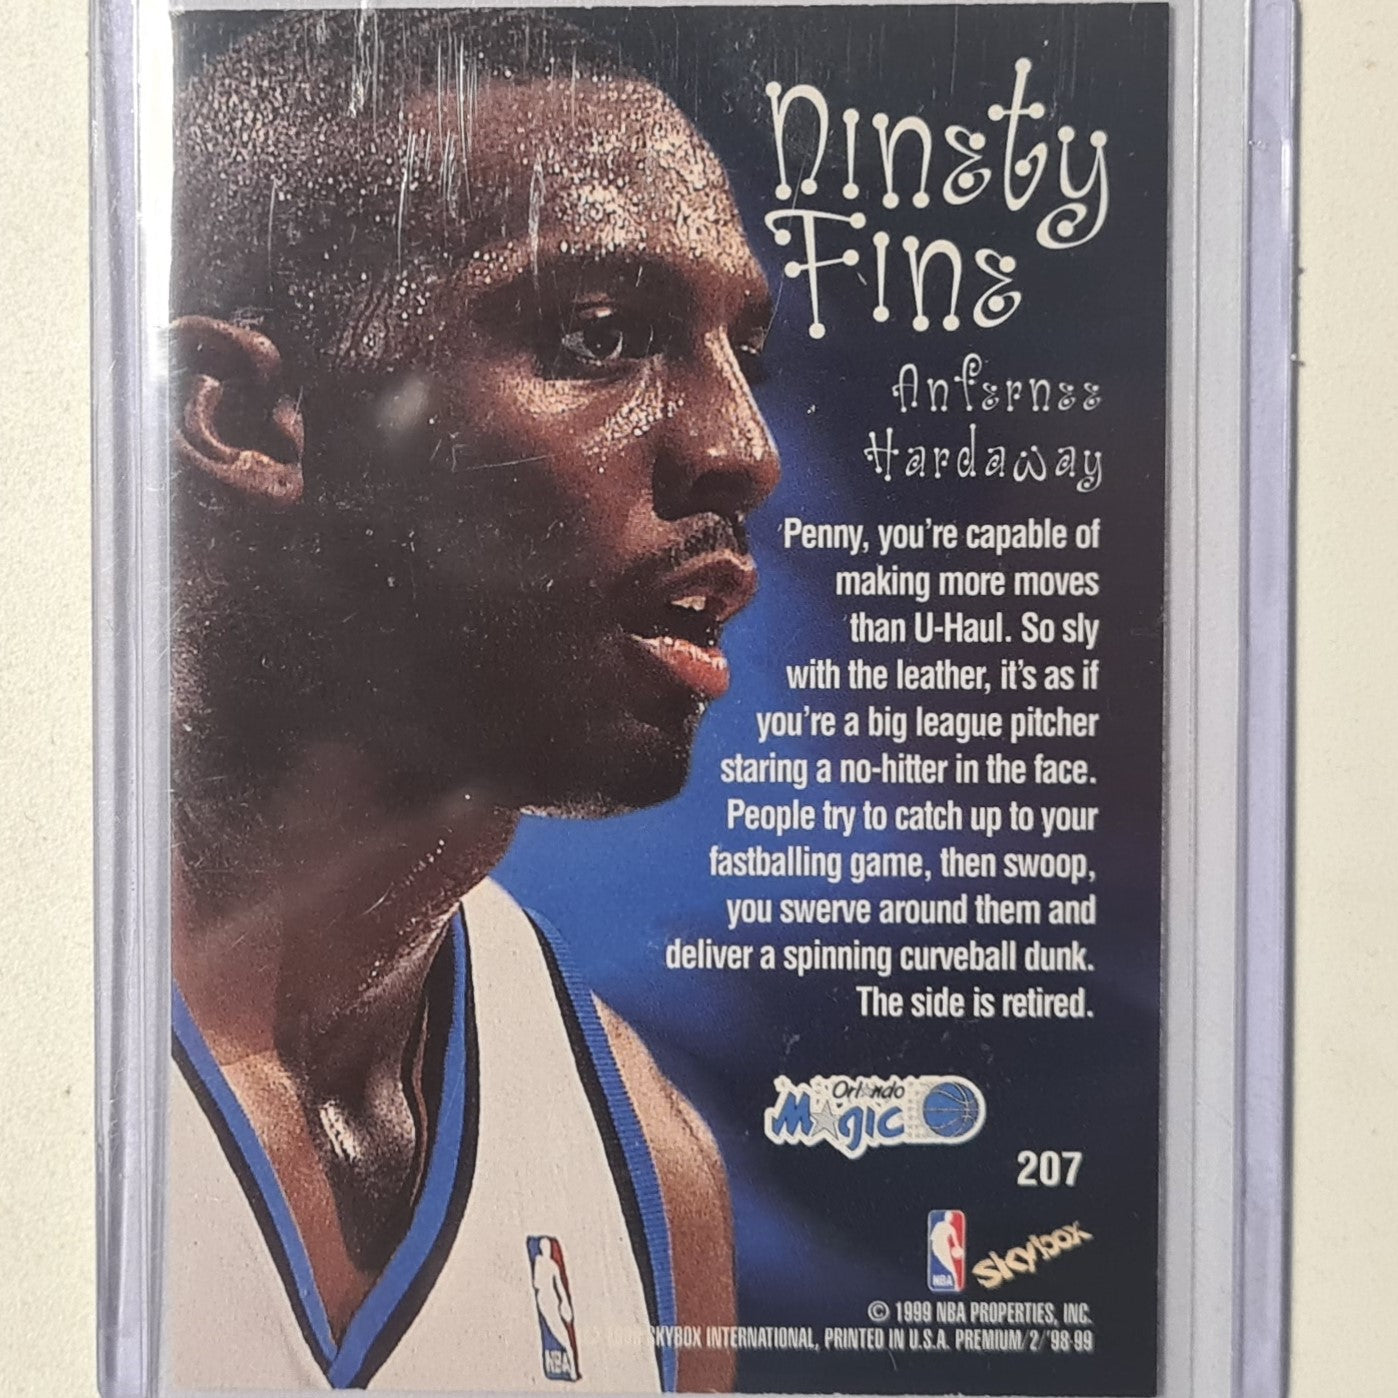 Ninety
Fine
Anfernee
Hardaway
Penny, you're capable of
making more moves
than U-Haul. So sly
with the leather, it's as if
you're a big league pitcher
staring a no-hitter in the face.
People try to catch up to your
fastballing game, then swoop,
you swerve around them and
deliver a spinning curveball dunk.
The side is retired.
Orlando
Magic
207
NBA
skybox
© 1999 NBA PROPERTIES, INC.
SKYBOX INTERNATIONAL, PRINTED IN U.S.A. PREMIUM/2/'98-99
NBA